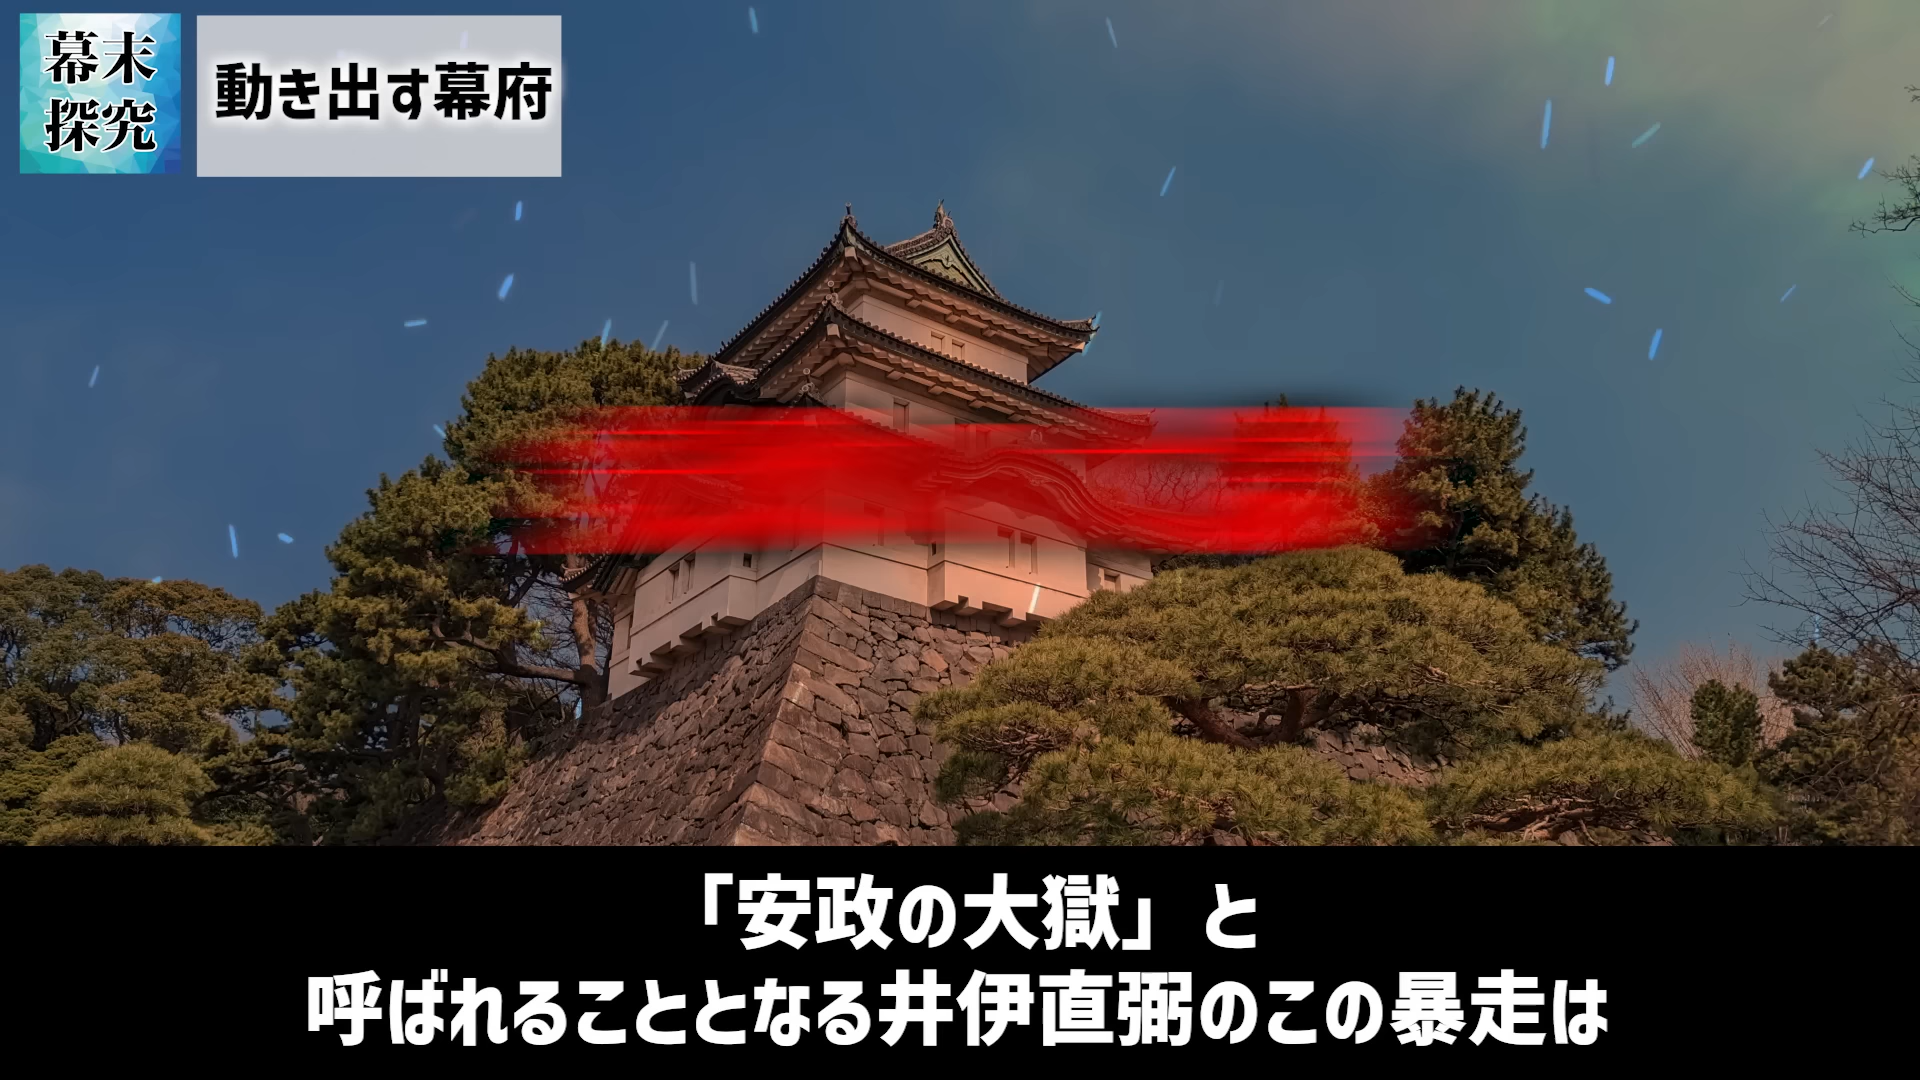 幕末
探究
動き出す幕府
「安政の大獄」と
呼ばれることとなる井伊直弼のこの暴走は